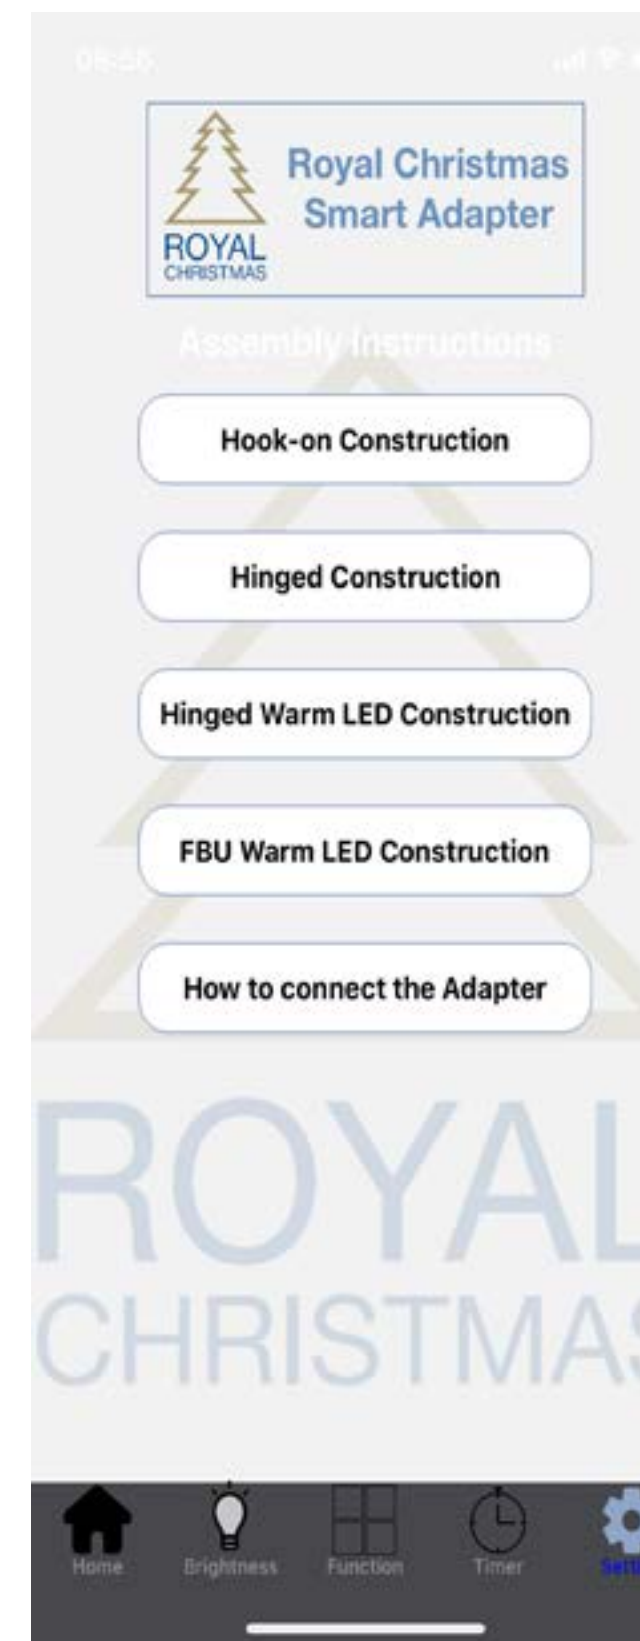 Royal Christmas
Smart Adapter
ROYAL
CHRISTMAS
Assembly Instructions
Hook-on Construction
Hinged Construction
Hinged Warm LED Construction
FBU Warm LED Construction
How to connect the Adapter
ROYAL
CHRISTMAS
Home
Brightness
Function
Timer